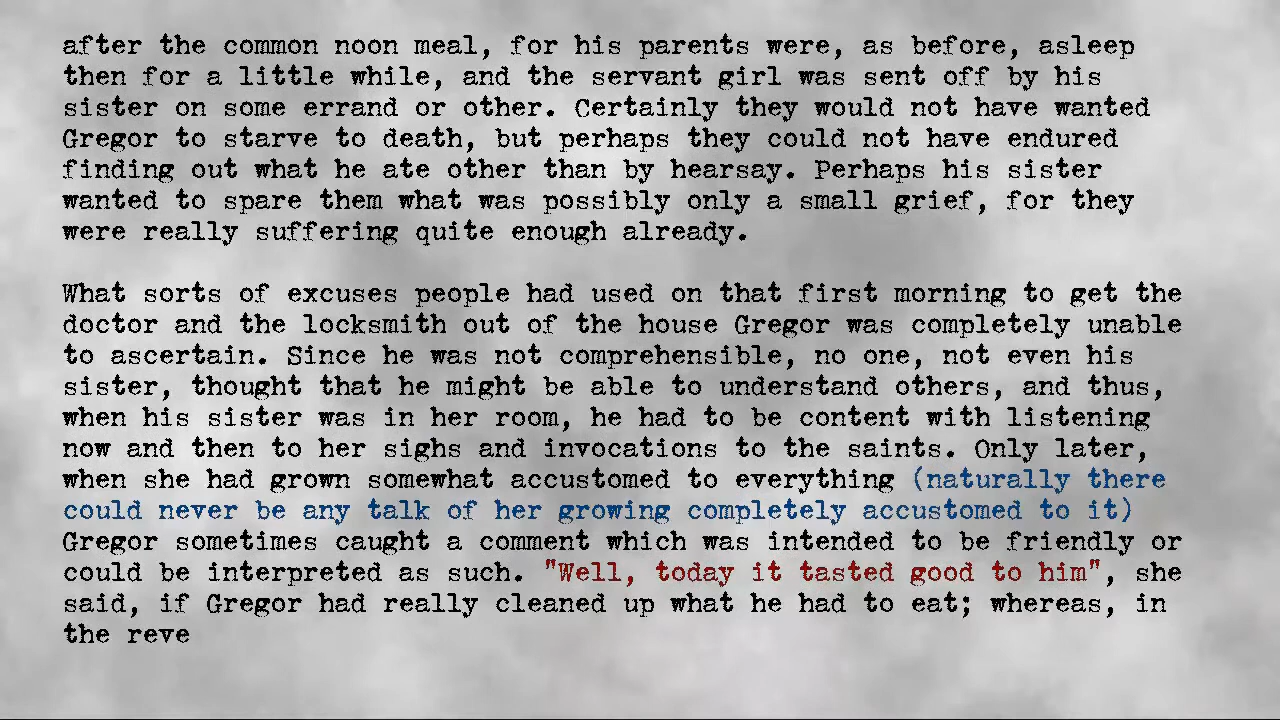 after the common noon meal, for his parents were, as before, asleep
then for a little while, and the servant girl was sent off by his
sister on some errand or other. Certainly they would not have wanted
Gregor to starve to death, but perhaps they could not have endured
finding out what he ate other than by hearsay. Perhaps his sister
wanted to spare them what was possibly only a small grief, for they
were really suffering quite enough already.
What sorts of excuses people had used on that first morning to get the
doctor and the locksmith out of the house Gregor was completely unable
to ascertain. Since he was not comprehensible, no one, not even his
sister, thought that he might be able to understand others, and thus,
when his sister was in her room, he had to be content with listening
now and then to her sighs and invocations to the saints. Only later,
when she had grown somewhat accustomed to everything (naturally there
could never be any talk of her growing completely accustomed to it)
Gregor sometimes caught a comment which was intended to be friendly or
could be interpreted as such. "Well, today it tasted good to him", she
said, if Gregor had really cleaned up what he had to eat; whereas, in
the reve